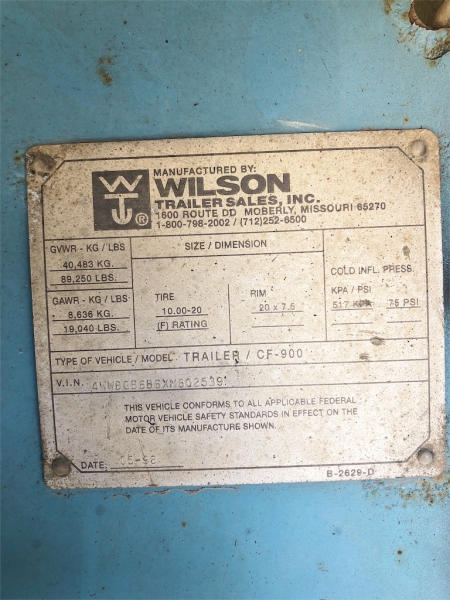 MANUFACTURED BY:
WILSON
TRAILER SALES, INC.
1600 ROUTE DD MOBERLY, MISSOURI 65270
1-800-798-2002 / (712)252-6500
®
GVWR - KG / LBS
40,483 KG.
89,250 LBS.
GAWR - KG / LBS
8,636 KG.
19,040 LBS.
SIZE / DIMENSION
TIRE
10.00-20
(F) RATING
RIM
20 x 7.5
COLD INFL. PRESS.
KPA / PSI
517 KPA 75 PSI
TYPE OF VEHICLE / MODEL TRAILER / CF-900
V.I.N.
THIS VEHICLE CONFORMS TO ALL APPLICABLE FEDERAL
MOTOR VEHICLE SAFETY STANDARDS IN EFFECT ON THE
DATE OF ITS MANUFACTURE SHOWN.
DATE: 05-98
B-2629-D